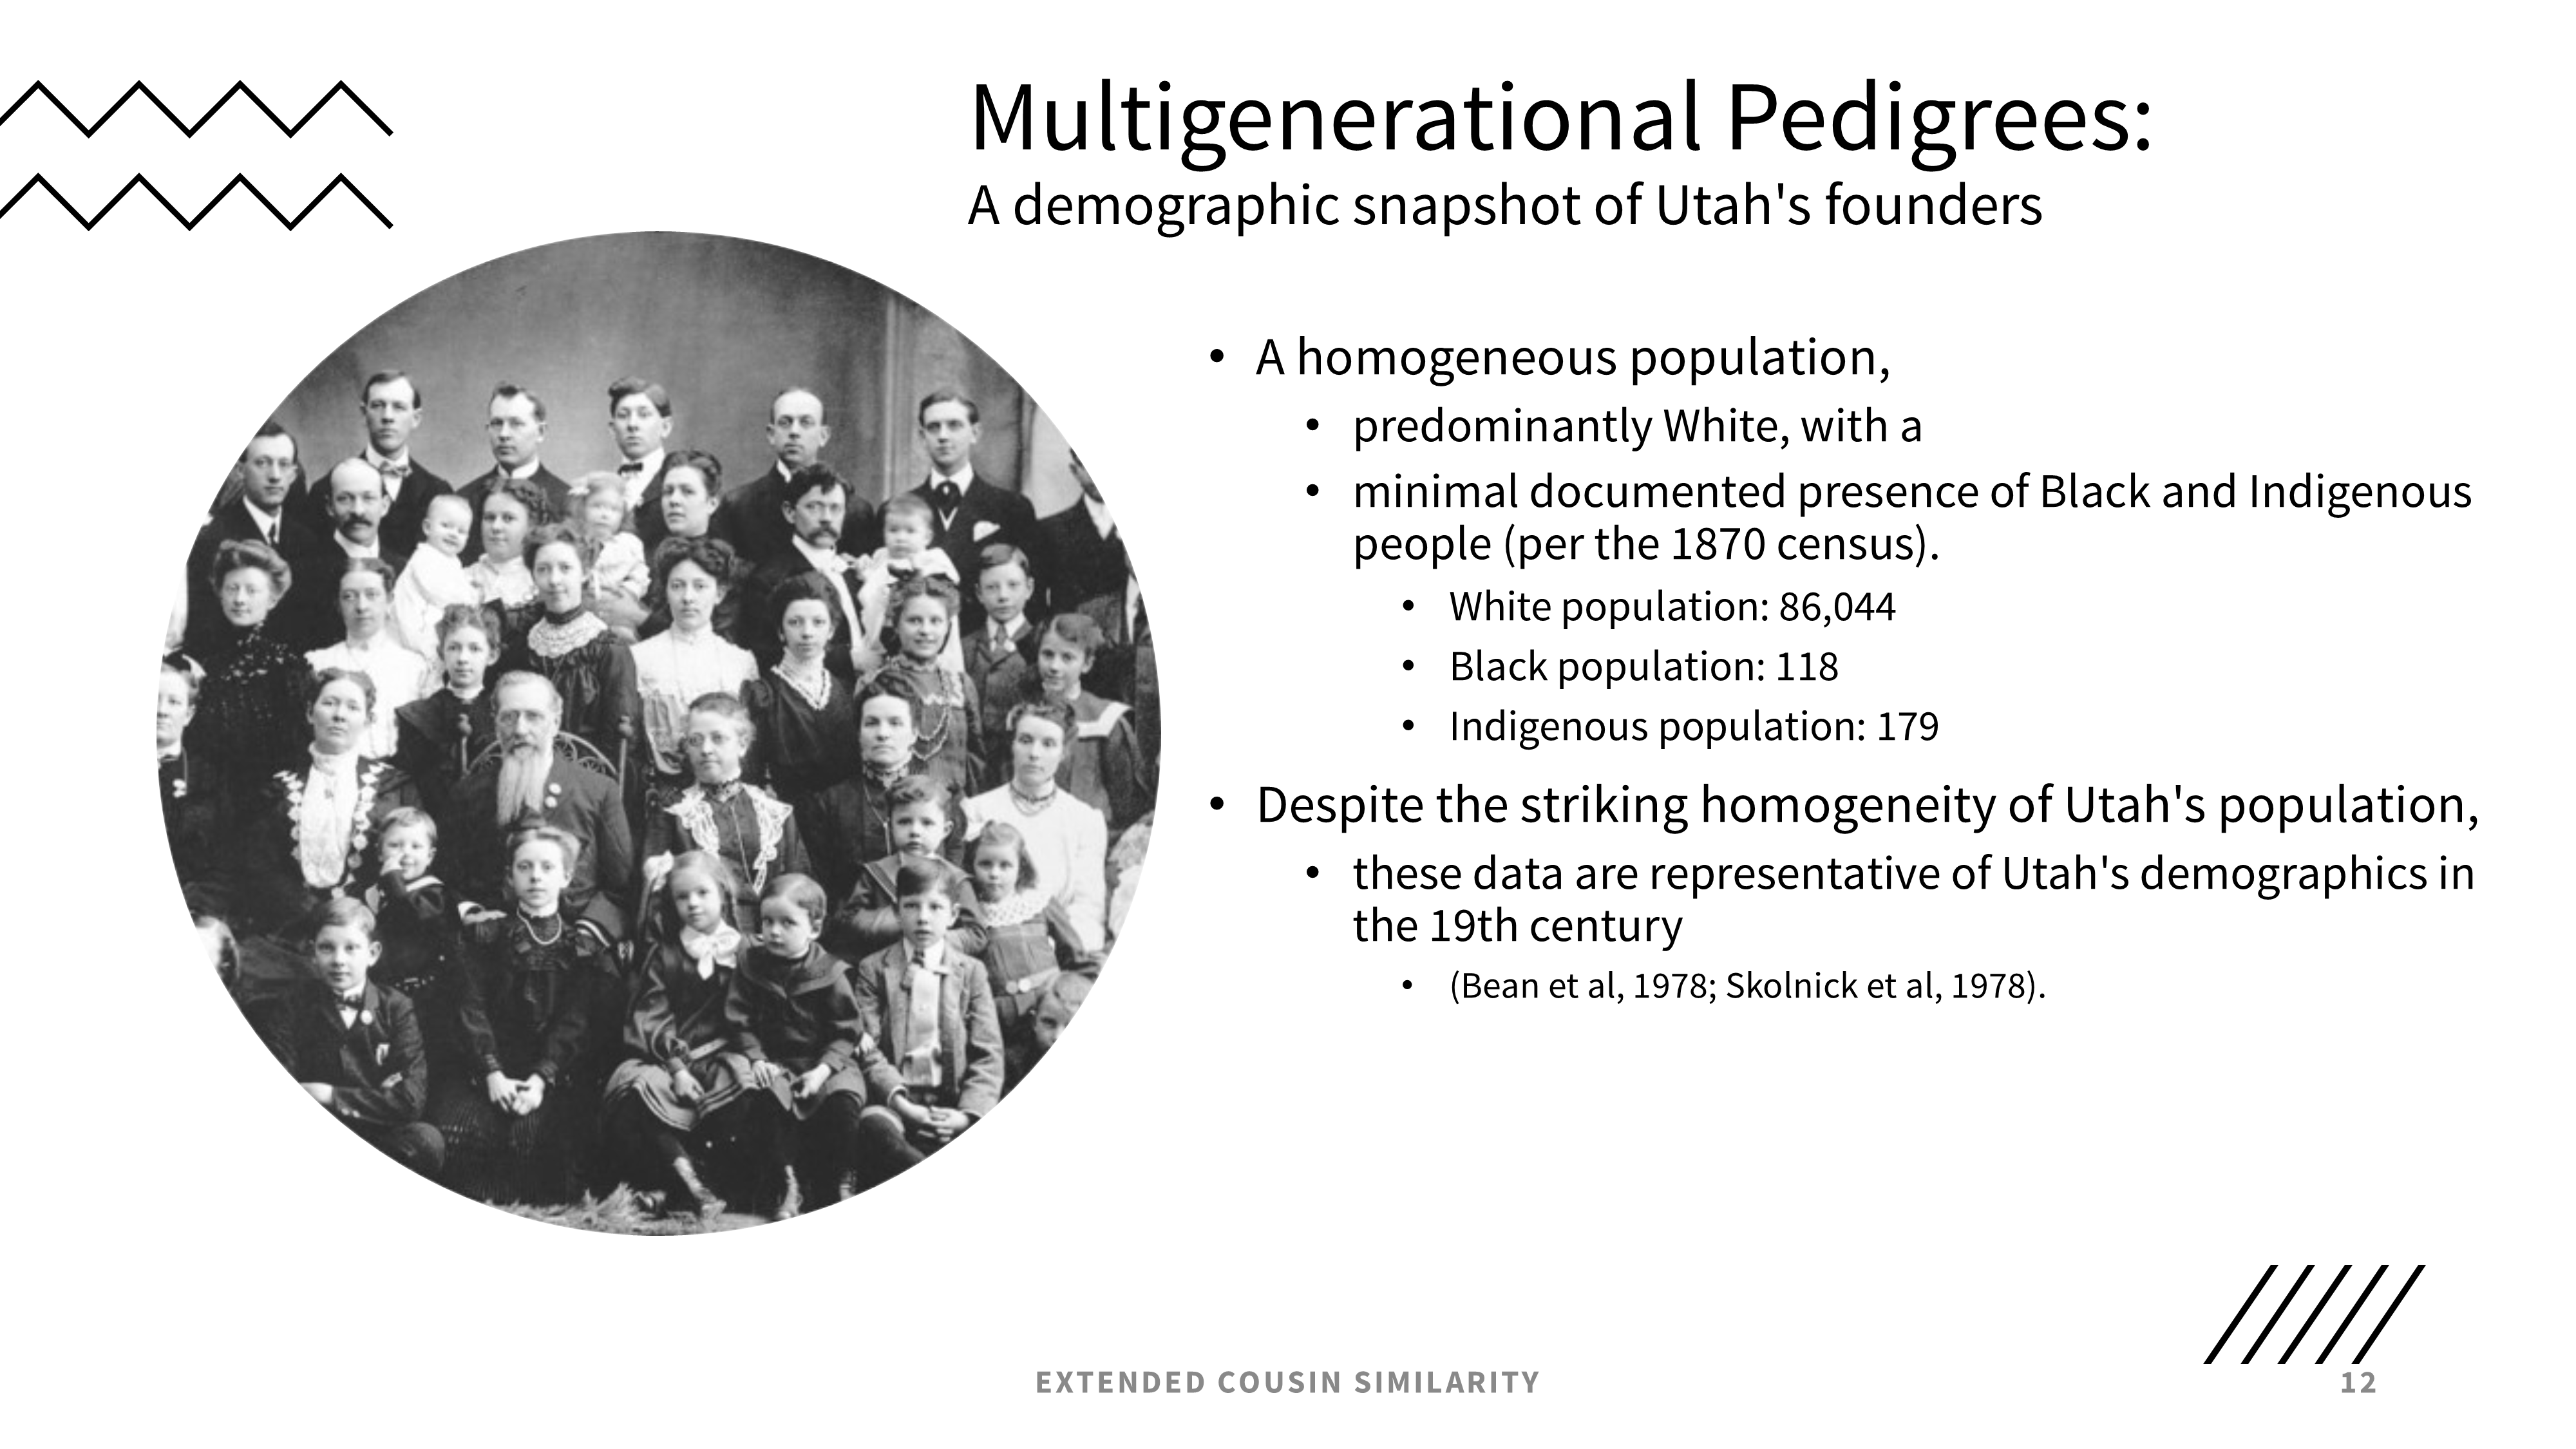 Multigenerational Pedigrees:
A demographic snapshot of Utah's founders
• A homogeneous population,
• predominantly White, with a
• minimal documented presence of Black and Indigenous
people (per the 1870 census).
• White population: 86,044
• Black population: 118
• Indigenous population: 179
• Despite the striking homogeneity of Utah's population,
• these data are representative of Utah's demographics in
the 19th century
• (Bean et al, 1978; Skolnick et al, 1978).
EXTENDED COUSIN SIMILARITY
12